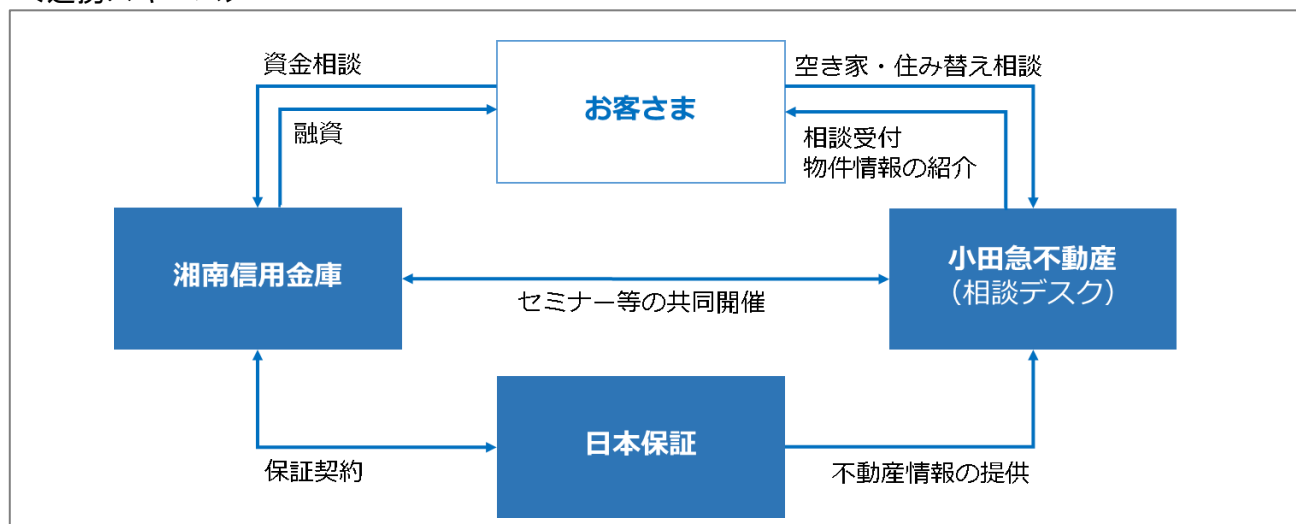 資金相談
空き家・住み替え相談
お客さま
融資
相談受付
物件情報の紹介
湘南信用金庫
小田急不動産
（相談デスク）
セミナー等の共同開催
日本保証
保証契約
不動産情報の提供